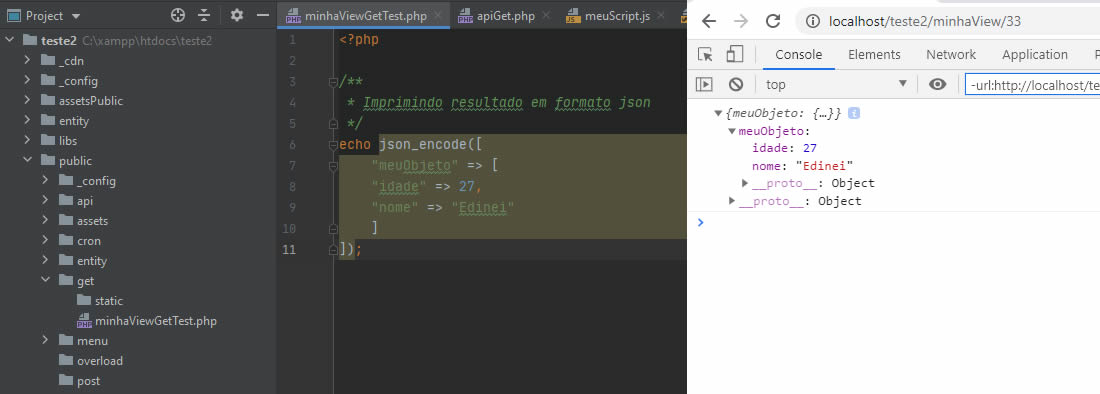 Project
teste2 C:\xampp\htdocs\teste2
_cdn
_config
assetsPublic
entity
libs
public
_config
api
assets
cron
entity
get
static
minhaViewGetTest.php
menu
overload
post
minhaViewGetTest.php
apiGet.php
meuScript.js
1 <?php
2
3 /**
4 * Imprimindo resultado em formato json
5 */
6 echo json_encode([
7 "meuObjeto" => [
8 "idade" => 27,
9 "nome" => "Edinei"
10 ]
11 ]);
localhost/teste2/minhaView/33
Console Elements Network Application
top -url:http://localhost/te
{meuObjeto: {…}} i
meuObjeto:
idade: 27
nome: "Edinei"
__proto__: Object
__proto__: Object